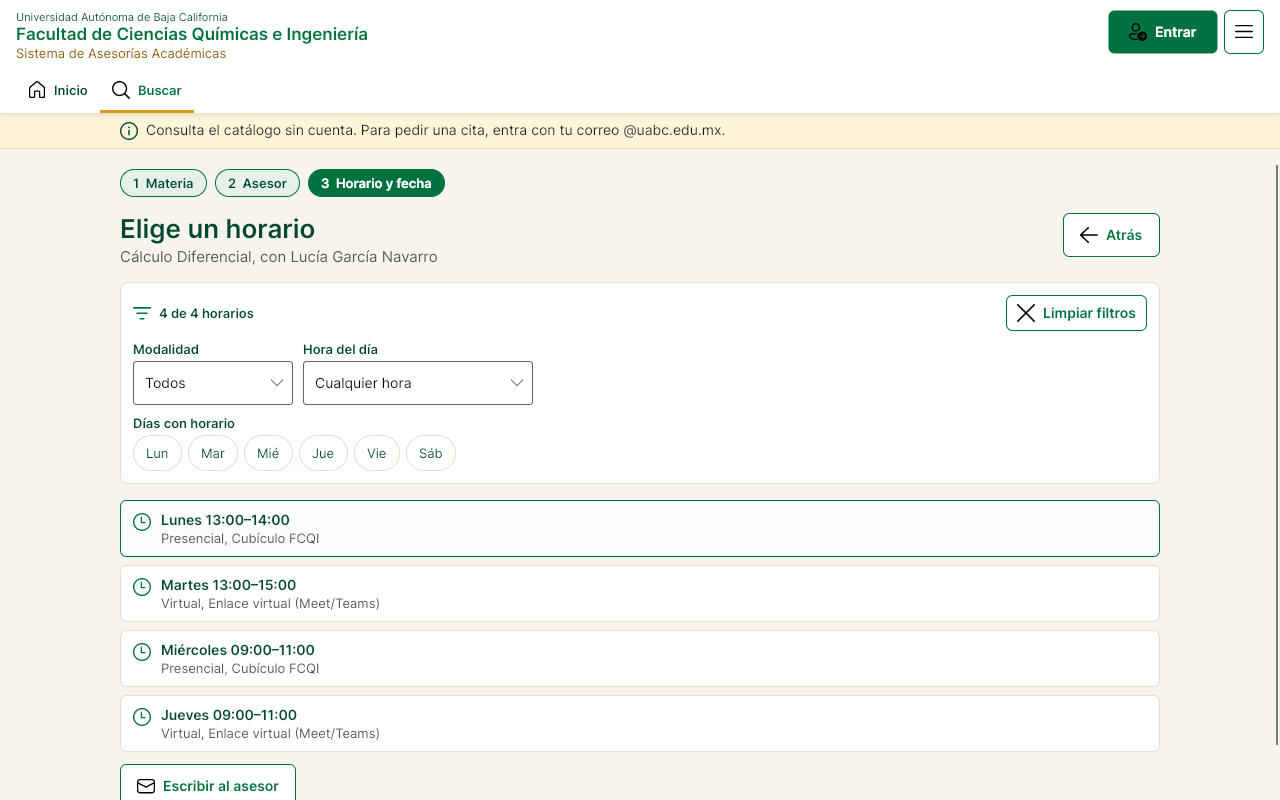 Universidad Autónoma de Baja California
Facultad de Ciencias Químicas e Ingeniería
Sistema de Asesorías Académicas
Entrar
Inicio
Buscar
Consulta el catálogo sin cuenta. Para pedir una cita, entra con tu correo @uabc.edu.mx.
1 Materia
2 Asesor
3 Horario y fecha
Elige un horario
Cálculo Diferencial, con Lucía García Navarro
Atrás
4 de 4 horarios
Limpiar filtros
Modalidad
Hora del día
Todos
Cualquier hora
Días con horario
Lun
Mar
Mié
Jue
Vie
Sáb
Lunes 13:00–14:00
Presencial, Cubículo FCQI
Martes 13:00–15:00
Virtual, Enlace virtual (Meet/Teams)
Miércoles 09:00–11:00
Presencial, Cubículo FCQI
Jueves 09:00–11:00
Virtual, Enlace virtual (Meet/Teams)
Escribir al asesor